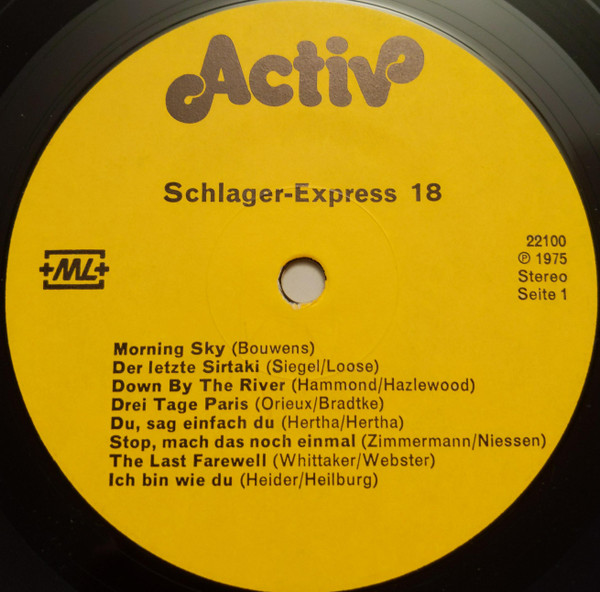 Activ
Schlager-Express 18
ML
22100
℗ 1975
Stereo
Seite 1
Morning Sky (Bouwens)
Der letzte Sirtaki (Siegel/Loose)
Down By The River (Hammond/Hazlewood)
Drei Tage Paris (Orieux/Bradtke)
Du, sag einfach du (Hertha/Hertha)
Stop, mach das noch einmal (Zimmermann/Niessen)
The Last Farewell (Whittaker/Webster)
Ich bin wie du (Heider/Heilburg)